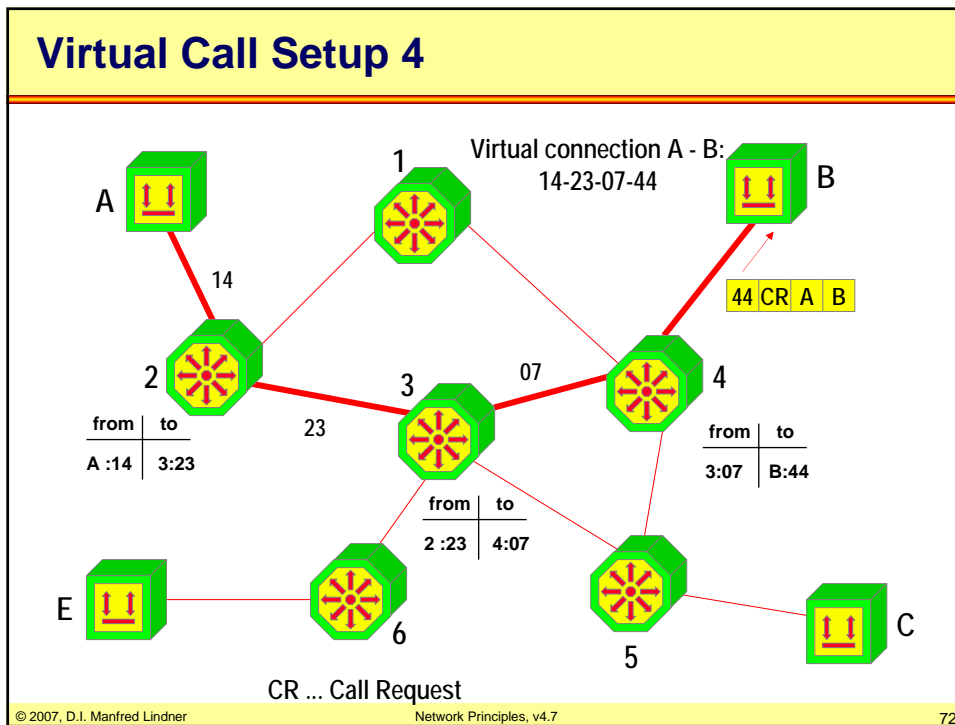 Virtual Call Setup 4
Virtual connection A - B:
14-23-07-44
A
1
B
14
44 CR A B
2
3
07
4
23
from to
A :14 3:23
from to
3:07 B:44
from to
2 :23 4:07
E
6
5
C
CR ... Call Request
© 2007, D.I. Manfred Lindner Network Principles, v4.7 72